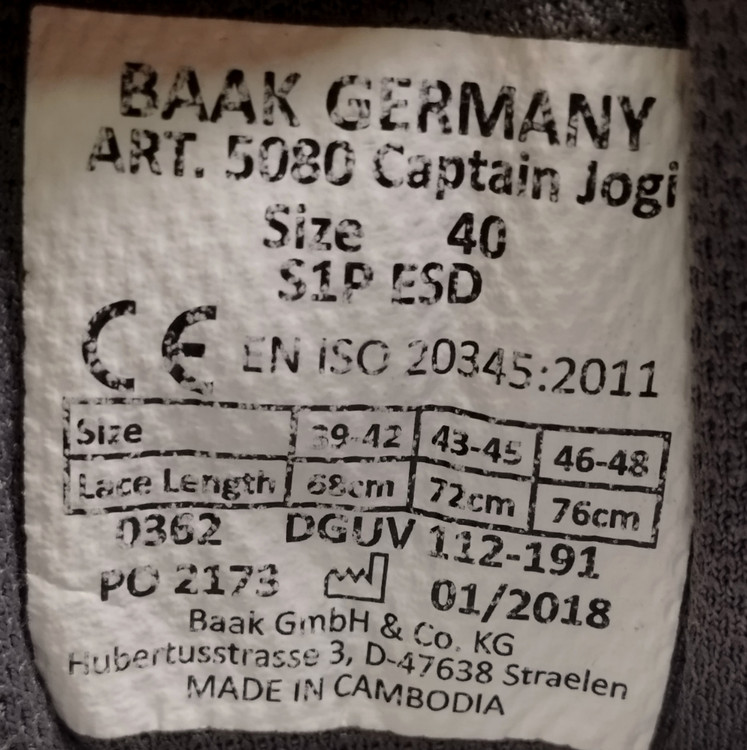 BAAK GERMANY
ART. 5080 Captain Jogi
Size 40
S1P ESD
CE EN ISO 20345:2011
Size 39-42 43-45 46-48
Lace Length 68cm 72cm 76cm
0362 DGUV 112-191
PO 2173 01/2018
Baak GmbH & Co. KG
Hubertusstrasse 3, D-47638 Straelen
MADE IN CAMBODIA